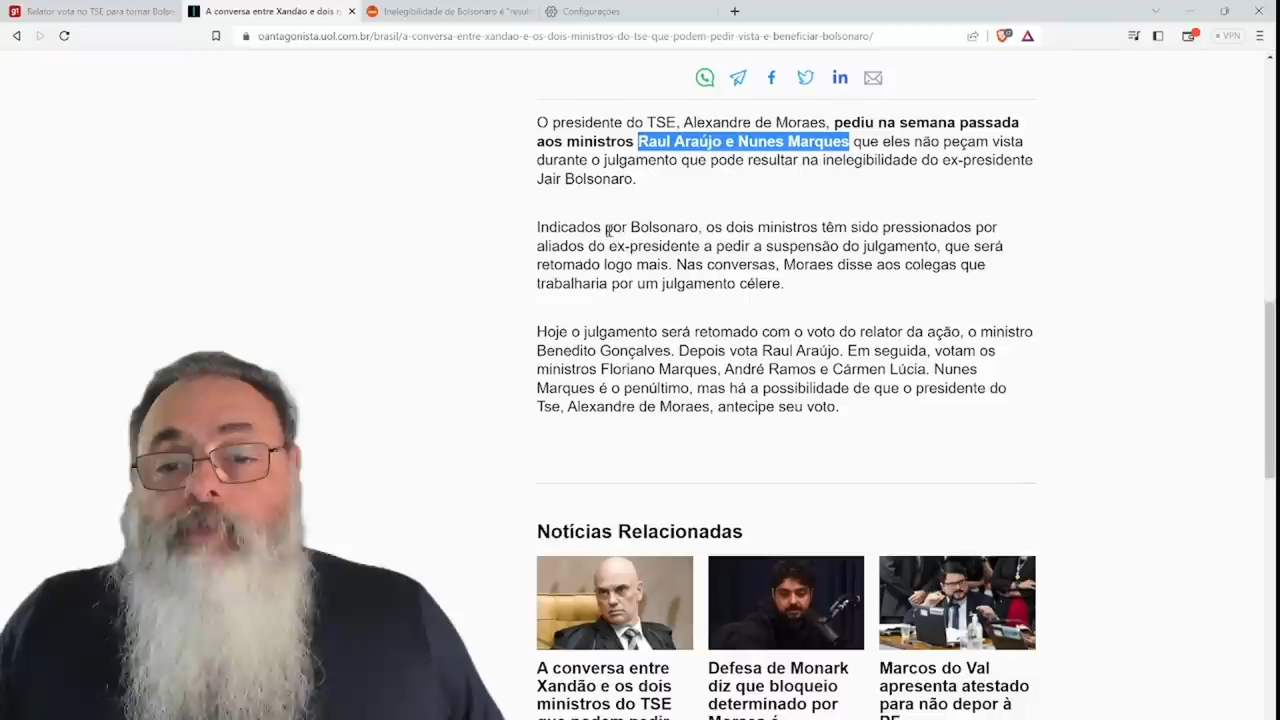 g1 Relator vota no TSE para tornar Bolso
A conversa entre Xandão e dois
Inelegibilidade de Bolsonaro é "result
Configurações
oantagonista.uol.com.br/brasil/a-conversa-entre-xandao-e-os-dois-ministros-do-tse-que-podem-pedir-vista-e-beneficiar-bolsonaro/
VPN
O presidente do TSE, Alexandre de Moraes, pediu na semana passada
aos ministros Raul Araújo e Nunes Marques que eles não peçam vista
durante o julgamento que pode resultar na inelegibilidade do ex-presidente
Jair Bolsonaro.
Indicados por Bolsonaro, os dois ministros têm sido pressionados por
aliados do ex-presidente a pedir a suspensão do julgamento, que será
retomado logo mais. Nas conversas, Moraes disse aos colegas que
trabalharia por um julgamento célere.
Hoje o julgamento será retomado com o voto do relator da ação, o ministro
Benedito Gonçalves. Depois vota Raul Araújo. Em seguida, votam os
ministros Floriano Marques, André Ramos e Cármen Lúcia. Nunes
Marques é o penúltimo, mas há a possibilidade de que o presidente do
Tse, Alexandre de Moraes, antecipe seu voto.
Notícias Relacionadas
A conversa entre
Xandão e os dois
ministros do TSE
que podem pedir
Defesa de Monark
diz que bloqueio
determinado por
Moraes é
Marcos do Val
apresenta atestado
para não depor à
PF